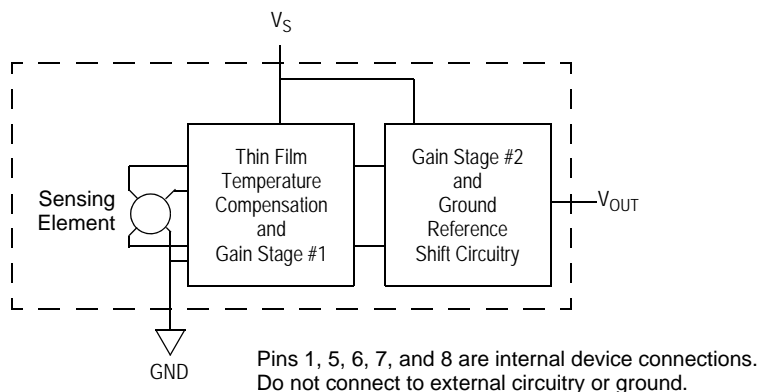 V_S
Thin Film
Temperature
Compensation
and
Gain Stage #1
Gain Stage #2
and
Ground
Reference
Shift Circuitry
Sensing
Element
V_OUT
GND
Pins 1, 5, 6, 7, and 8 are internal device connections.
Do not connect to external circuitry or ground.